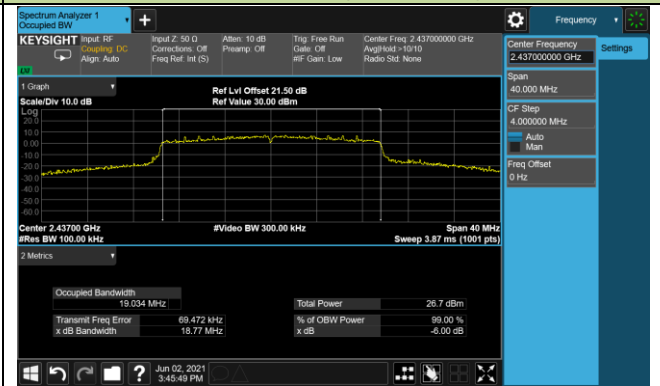 Spectrum Analyzer 1
Occupied BW
+
Frequency
KEYSIGHT
Input: RF
Coupling: DC
Align: Auto
Input Z: 50 Ω
Corrections: Off
Freq Ref: Int (S)
Atten: 10 dB
Preamp: Off
Trig: Free Run
Gate: Off
#IF Gain: Low
Center Freq: 2.437000000 GHz
Avg|Hold:>10/10
Radio Std: None
Center Frequency
2.437000000 GHz
Settings
Span
40.000 MHz
CF Step
4.000000 MHz
Auto
Man
Freq Offset
0 Hz
1 Graph
Scale/Div 10.0 dB
Ref Lvl Offset 21.50 dB
Ref Value 30.00 dBm
Log
20.0
10.0
0.00
-10.0
-20.0
-30.0
-40.0
-50.0
-60.0
Center 2.43700 GHz
#Res BW 100.00 kHz
#Video BW 300.00 kHz
Span 40 MHz
Sweep 3.87 ms (1001 pts)
2 Metrics
Occupied Bandwidth
19.034 MHz
Total Power
26.7 dBm
Transmit Freq Error
69.472 kHz
% of OBW Power
99.00 %
x dB Bandwidth
18.77 MHz
x dB
-6.00 dB
?
Jun 02, 2021
3:45:49 PM